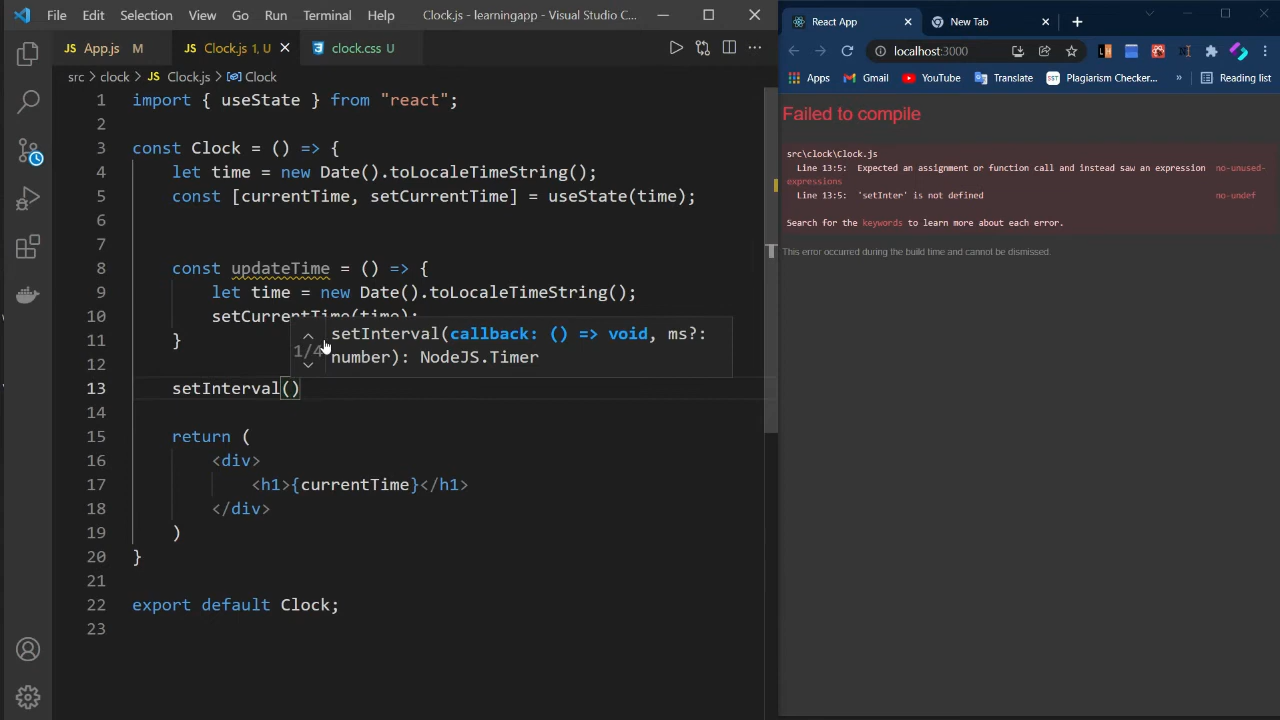 File Edit Selection View Go Run Terminal Help Clock.js - learningapp - Visual Studio C...
App.js M Clock.js 1, U clock.css U
src > clock > Clock.js > Clock
1 import { useState } from "react";
2
3 const Clock = () => {
4 let time = new Date().toLocaleTimeString();
5 const [currentTime, setCurrentTime] = useState(time);
6
7
8 const updateTime = () => {
9 let time = new Date().toLocaleTimeString();
10 setCurrentTime(time);
setInterval(callback: () => void, ms?:
1/4 number): NodeJS.Timer
11 }
12
13 setInterval()
14
15 return (
16 <div>
17 <h1>{currentTime}</h1>
18 </div>
19 )
20 }
21
22 export default Clock;
23
React App New Tab
localhost:3000
Apps Gmail YouTube Translate SST Plagiarism Checker... » Reading list
Failed to compile
src\clock\Clock.js
Line 13:5: Expected an assignment or function call and instead saw an expression no-unused-
expressions
Line 13:5: 'setInter' is not defined no-undef
Search for the keywords to learn more about each error.
This error occurred during the build time and cannot be dismissed.